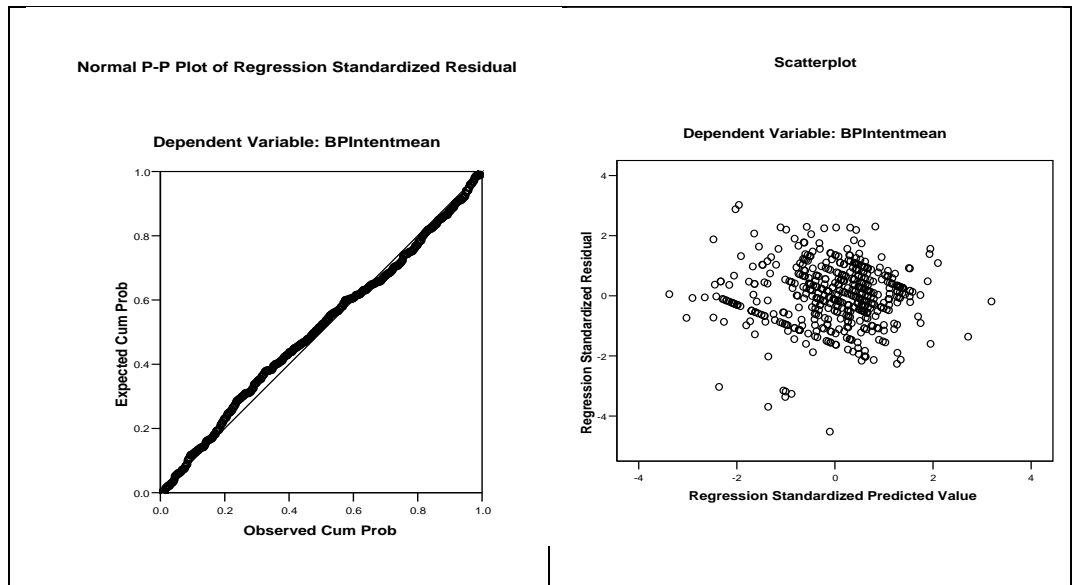 Normal P-P Plot of Regression Standardized Residual
Dependent Variable: BPIntentmean
Expected Cum Prob
1.0
0.8
0.6
0.4
0.2
0.0
0.0 0.2 0.4 0.6 0.8 1.0
Observed Cum Prob
Scatterplot
Dependent Variable: BPIntentmean
Regression Standardized Residual
4
2
0
-2
-4
-4 -2 0 2 4
Regression Standardized Predicted Value